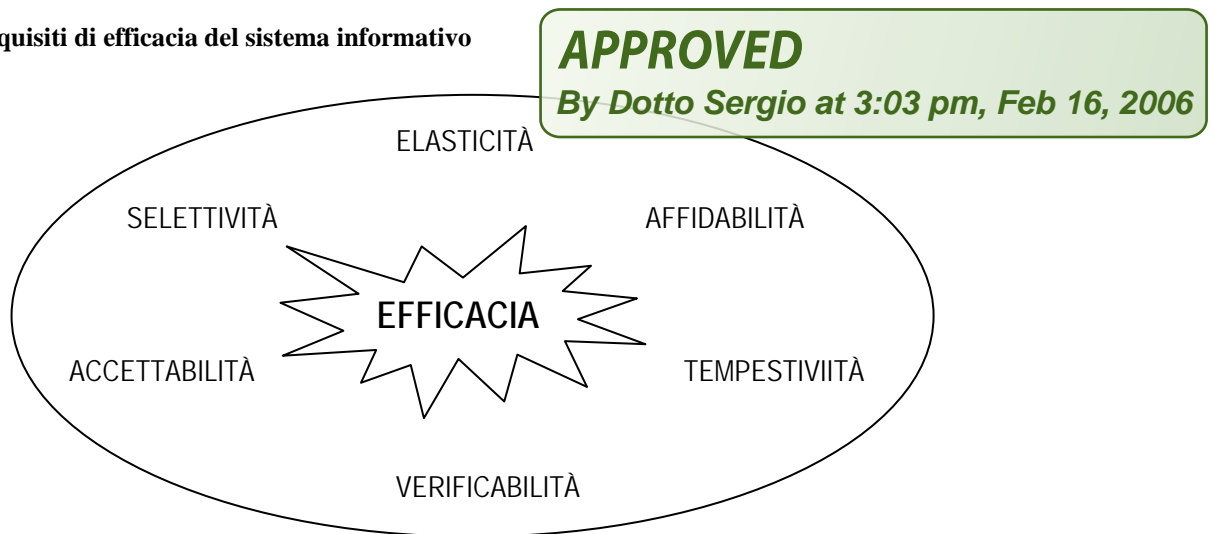 quisiti di efficacia del sistema informativo
APPROVED
By Dotto Sergio at 3:03 pm, Feb 16, 2006
ELASTICITÀ
SELETTIVITÀ
AFFIDABILITÀ
EFFICACIA
ACCETTABILITÀ
TEMPESTIVIITÀ
VERIFICABILITÀ